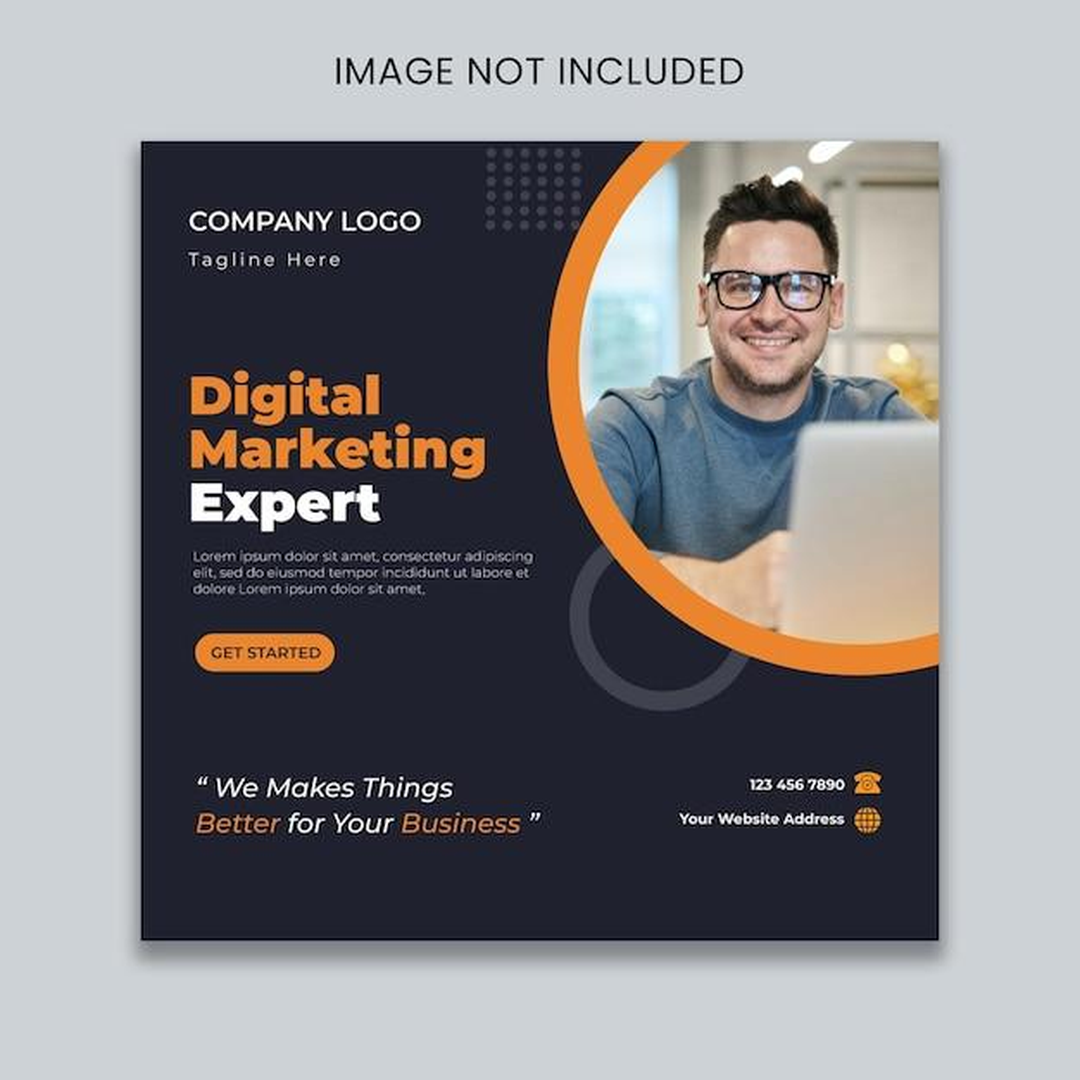 IMAGE NOT INCLUDED
COMPANY LOGO
Tagline Here
Digital
Marketing
Expert
Lorem ipsum dolor sit amet, consectetur adipiscing
elit, sed do eiusmod tempor incididunt ut labore et
dolore Lorem ipsum dolor sit amet,
GET STARTED
“ We Makes Things
Better for Your Business ”
123 456 7890
Your Website Address